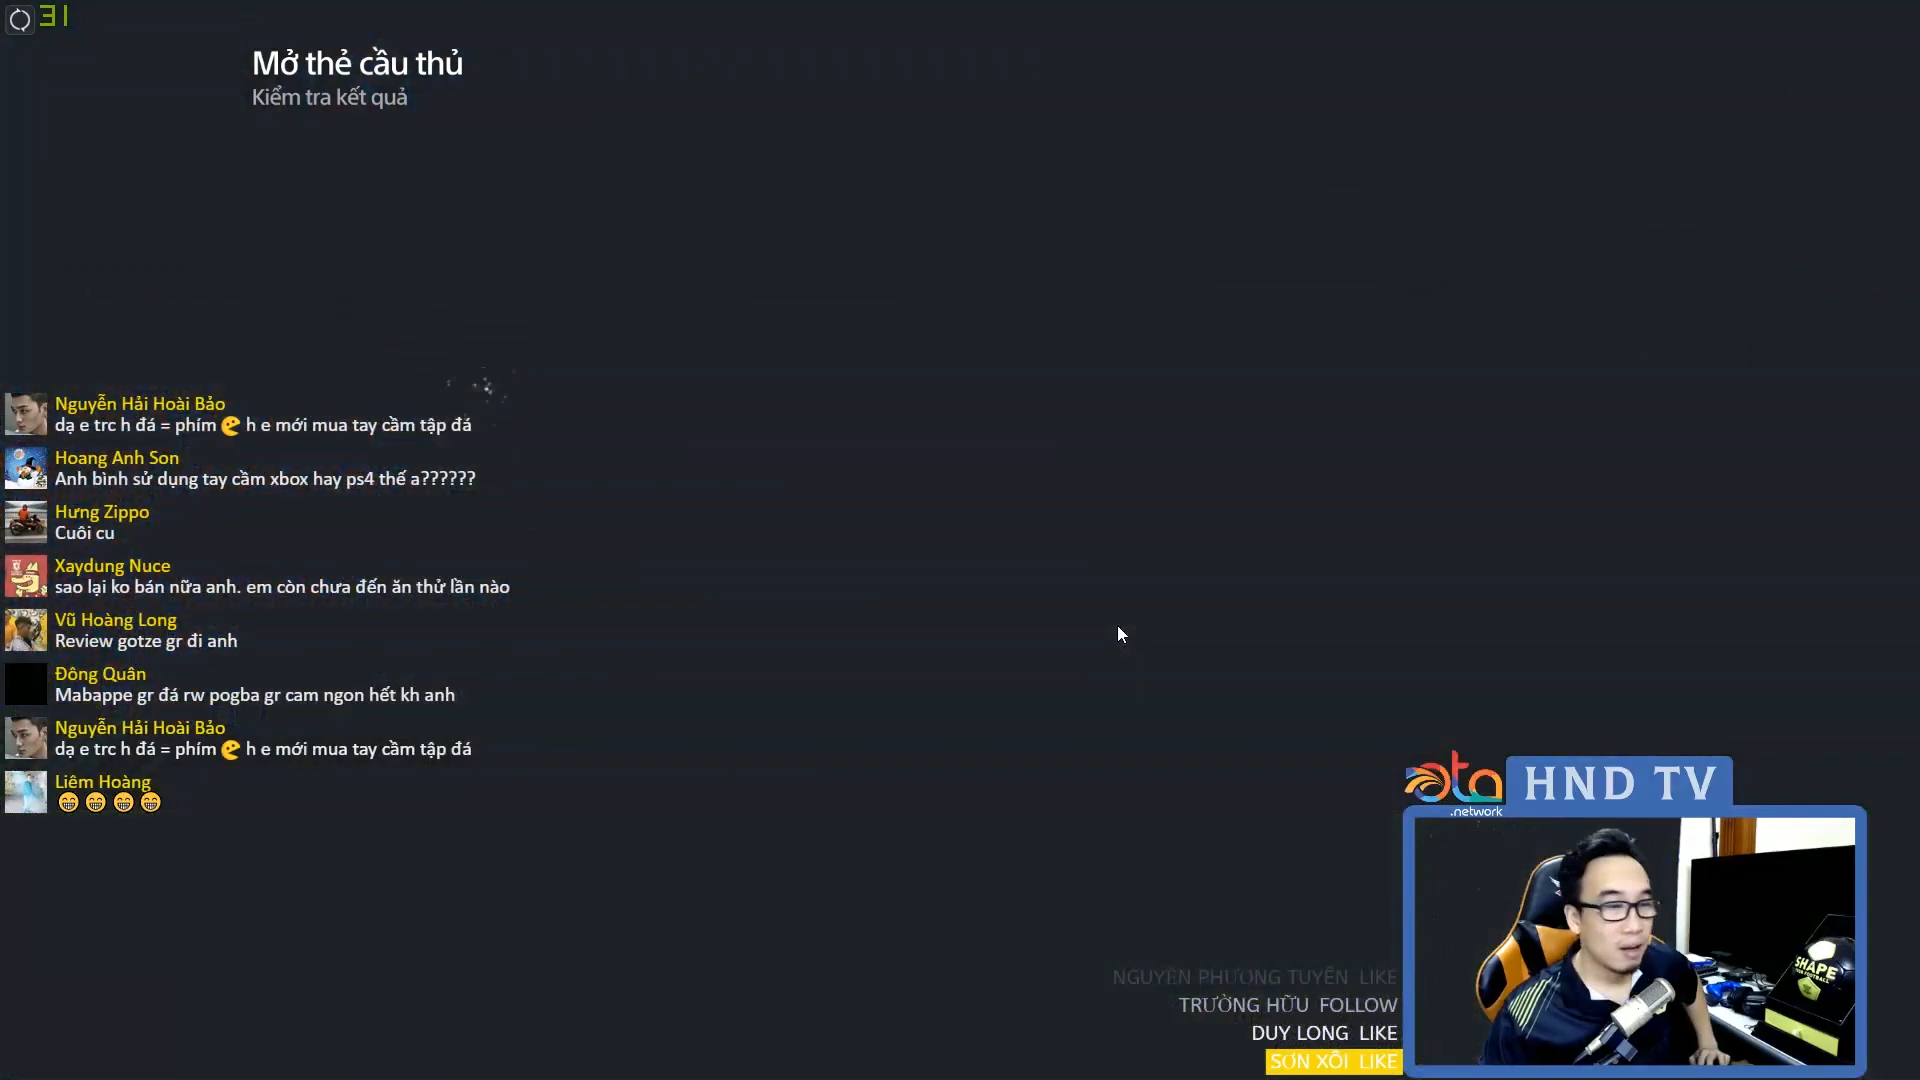 31
Mở thẻ cầu thủ
Kiểm tra kết quả
Nguyễn Hải Hoài Bảo
dạ e trc h đá = phím h e mới mua tay cầm tập đá
Hoang Anh Son
Anh bình sử dụng tay cầm xbox hay ps4 thế a??????
Hưng Zippo
Cuôi cu
Xaydung Nuce
sao lại ko bán nữa anh. em còn chưa đến ăn thử lần nào
Vũ Hoàng Long
Review gotze gr đi anh
Đông Quân
Mabappe gr đá rw pogba gr cam ngon hết kh anh
Nguyễn Hải Hoài Bảo
dạ e trc h đá = phím h e mới mua tay cầm tập đá
Liêm Hoàng
ota
.network
HND TV
SHAPE
NGUYỄN PHƯƠNG TUYÊN LIKE
TRƯỜNG HỮU FOLLOW
DUY LONG LIKE
SƠN XÔI LIKE